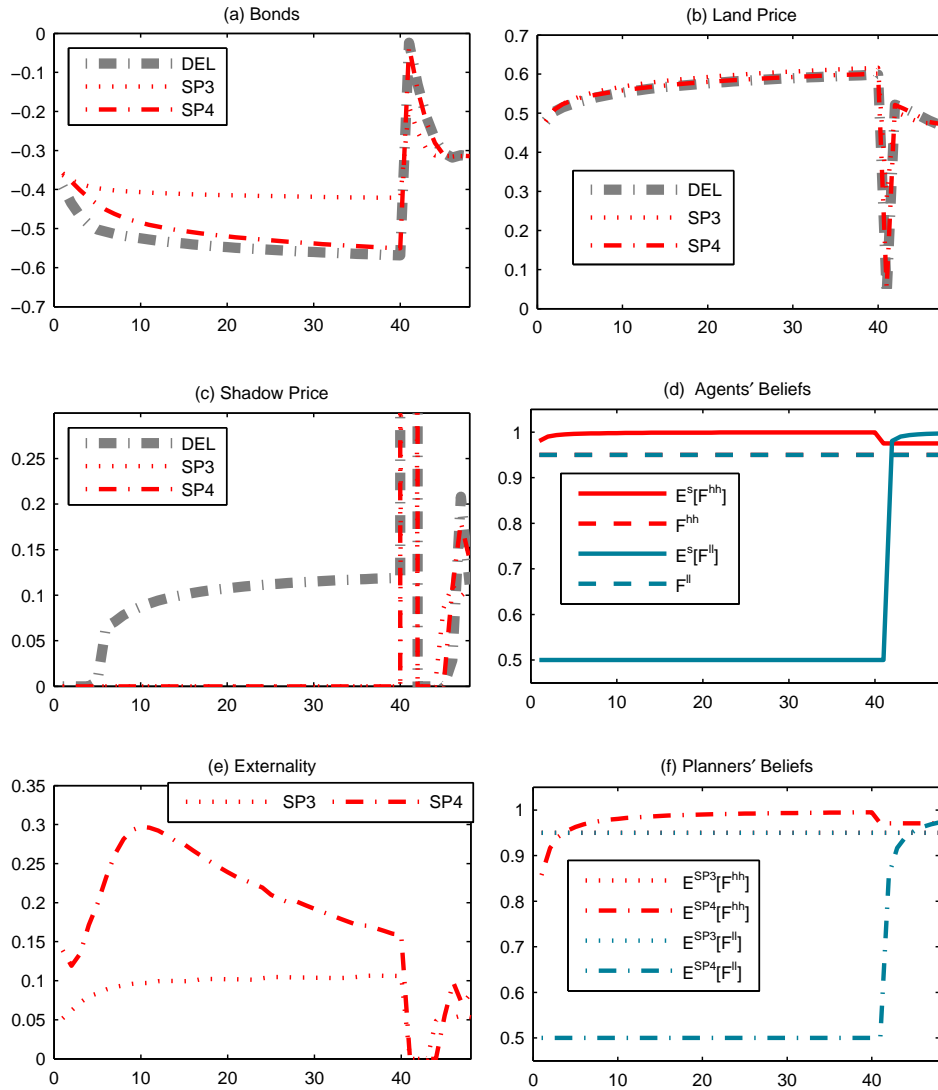 (a) Bonds
0
−0.1
−0.2
−0.3
−0.4
−0.5
−0.6
−0.7
0 10 20 30 40
DEL
SP3
SP4
(b) Land Price
0.7
0.6
0.5
0.4
0.3
0.2
0.1
0
0 10 20 30 40
DEL
SP3
SP4
(c) Shadow Price
0.25
0.2
0.15
0.1
0.05
0
0 10 20 30 40
DEL
SP3
SP4
(d) Agents′ Beliefs
1
0.9
0.8
0.7
0.6
0.5
0 10 20 30 40
E^s[F^hh]
F^hh
E^s[F^ll]
F^ll
(e) Externality
0.35
0.3
0.25
0.2
0.15
0.1
0.05
0
0 10 20 30 40
SP3 SP4
(f) Planners′ Beliefs
1
0.9
0.8
0.7
0.6
0.5
0 10 20 30 40
E^SP3[F^hh]
E^SP4[F^hh]
E^SP3[F^ll]
E^SP4[F^ll]